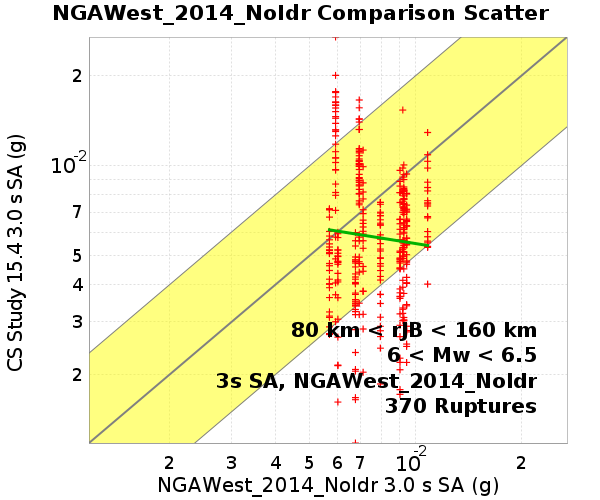 NGAWest_2014_NoIdr Comparison Scatter
CS Study 15.4 3.0 s SA (g)
2
10-2
7
5
4
3
2
80 km < rJB < 160 km
6 < Mw < 6.5
3s SA, NGAWest_2014_NoIdr
370 Ruptures
2 3 4 5 6 7 10-2 2
NGAWest_2014_NoIdr 3.0 s SA (g)